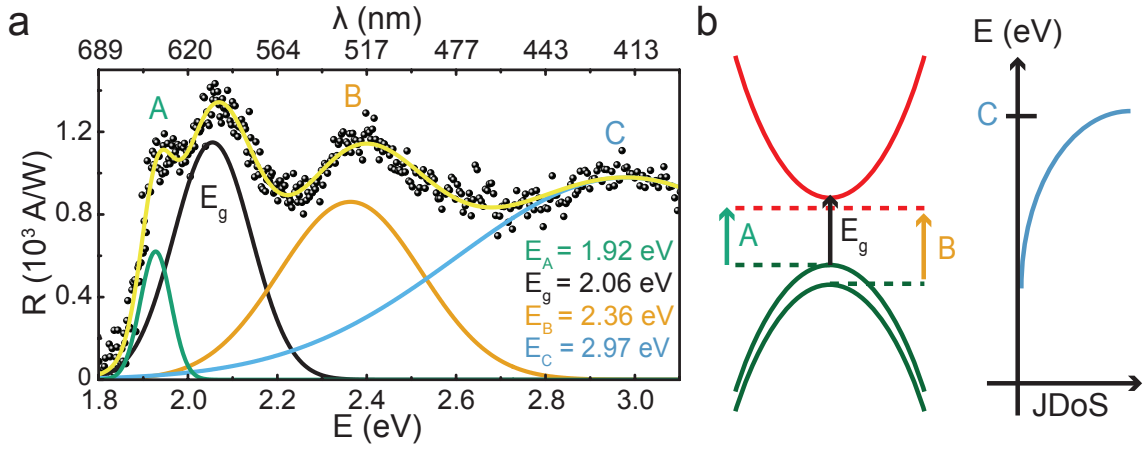 a
λ (nm)
689 620 564 517 477 443 413
R (10³ A/W)
1.2
0.8
0.4
0
A
E_g
B
C
E_A = 1.92 eV
E_g = 2.06 eV
E_B = 2.36 eV
E_C = 2.97 eV
1.8 2.0 2.2 2.4 2.6 2.8 3.0
E (eV)
b
A
E_g
B
E (eV)
C
JDoS